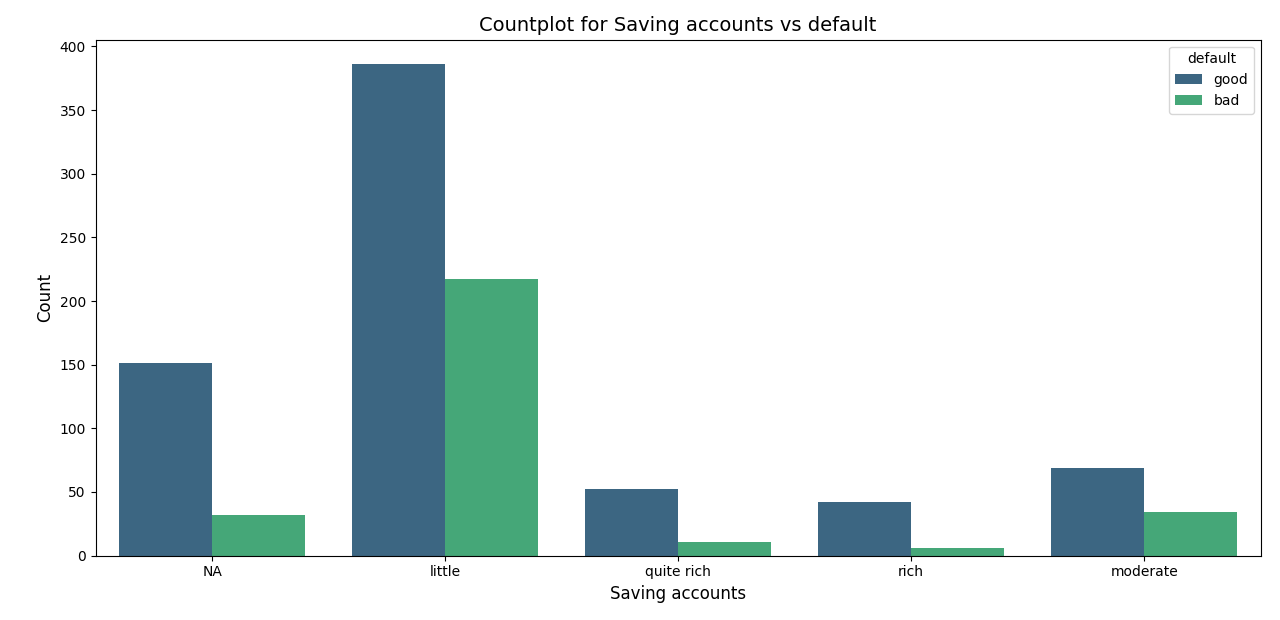 Countplot for Saving accounts vs default
default
good
bad
Count
400
350
300
250
200
150
100
50
0
NA little quite rich rich moderate
Saving accounts